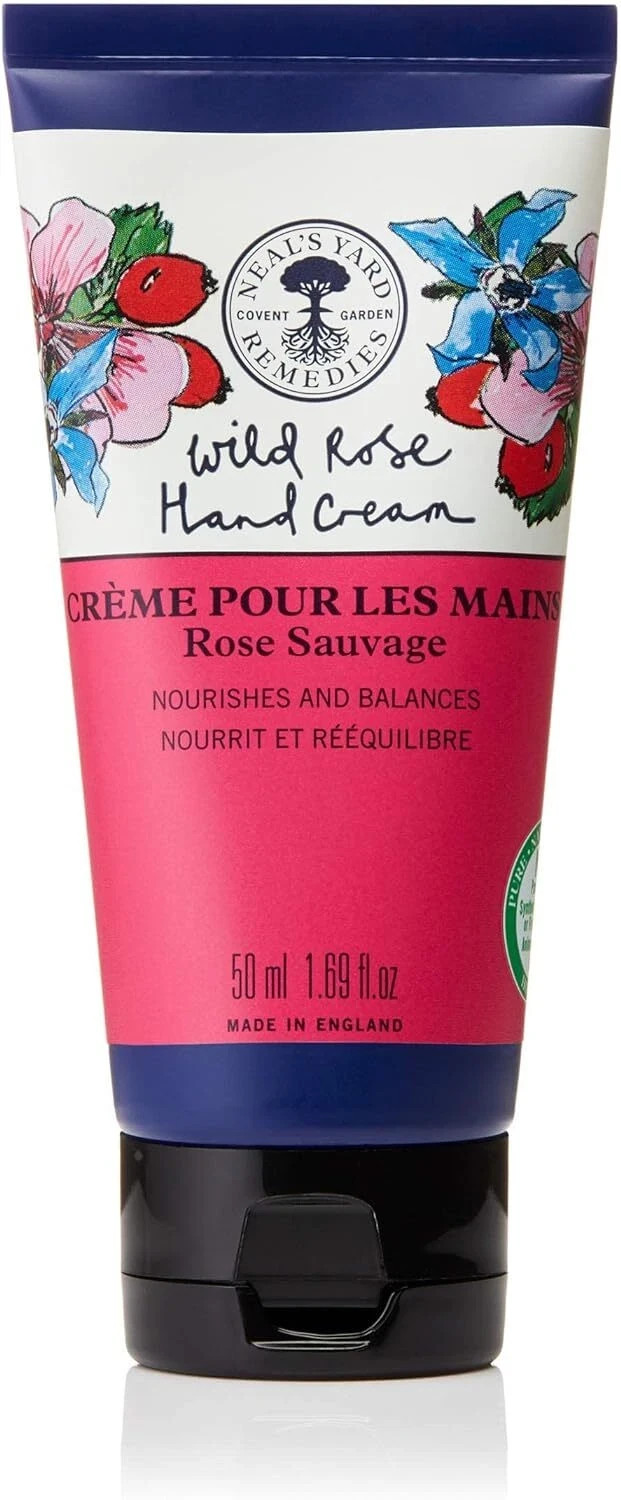 NEAL'S YARD
COVENT GARDEN
REMEDIES
Wild Rose
Hand Cream
CRÈME POUR LES MAINS
Rose Sauvage
NOURISHES AND BALANCES
NOURRIT ET RÉÉQUILIBRE
PURE
50 ml 1.69 fl.oz
MADE IN ENGLAND